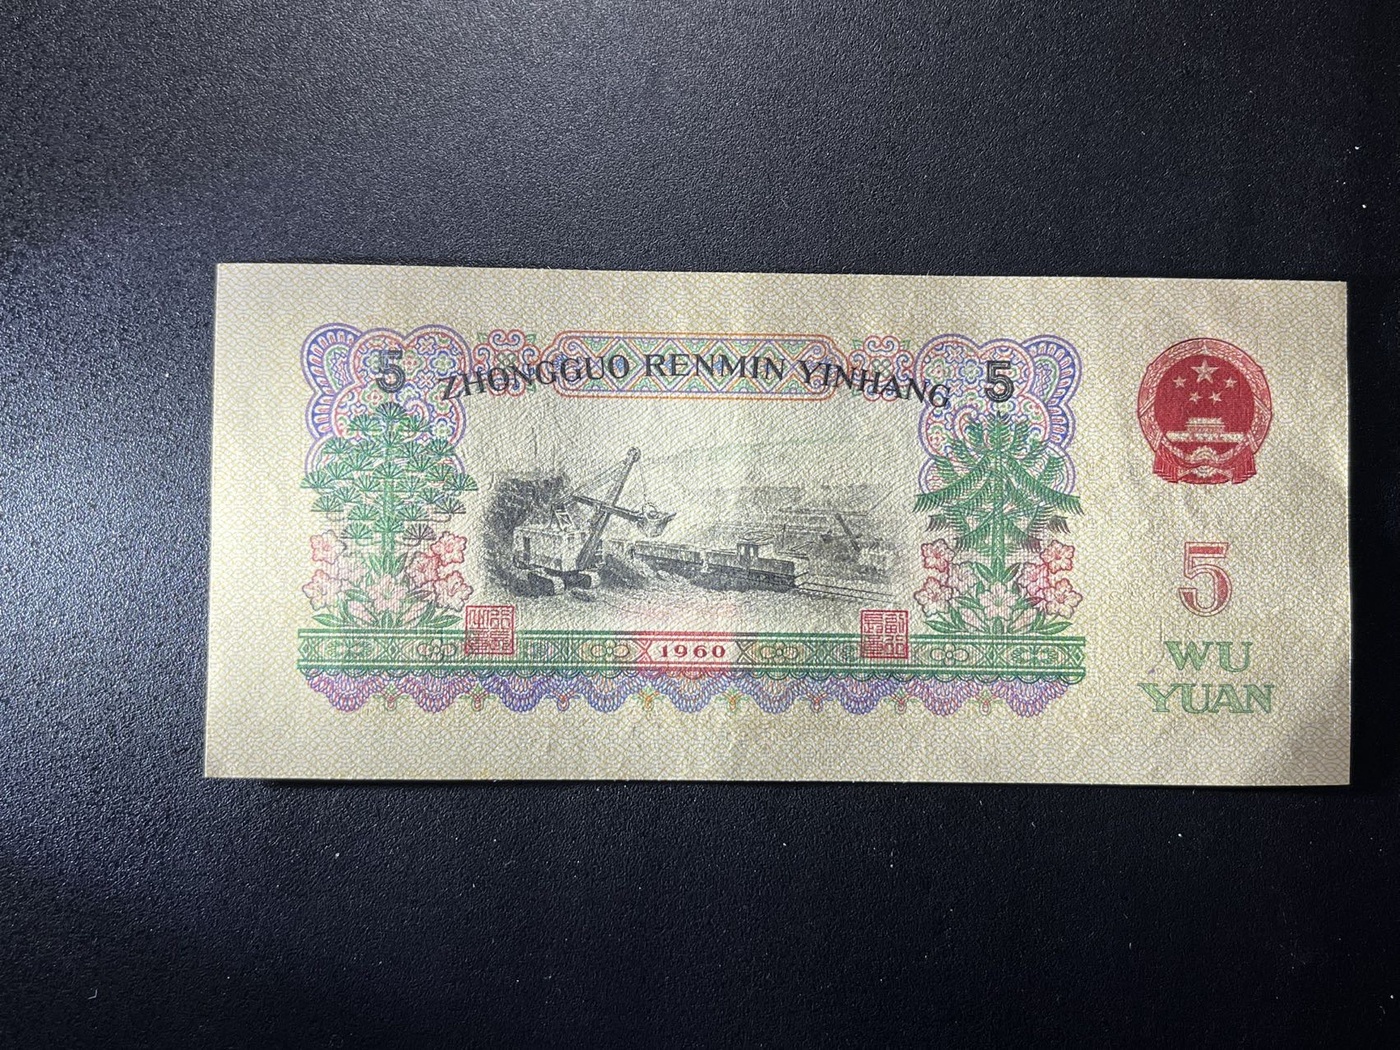 5 ZHONGGUO RENMIN YINHANG 5
5
WU
YUAN
1960